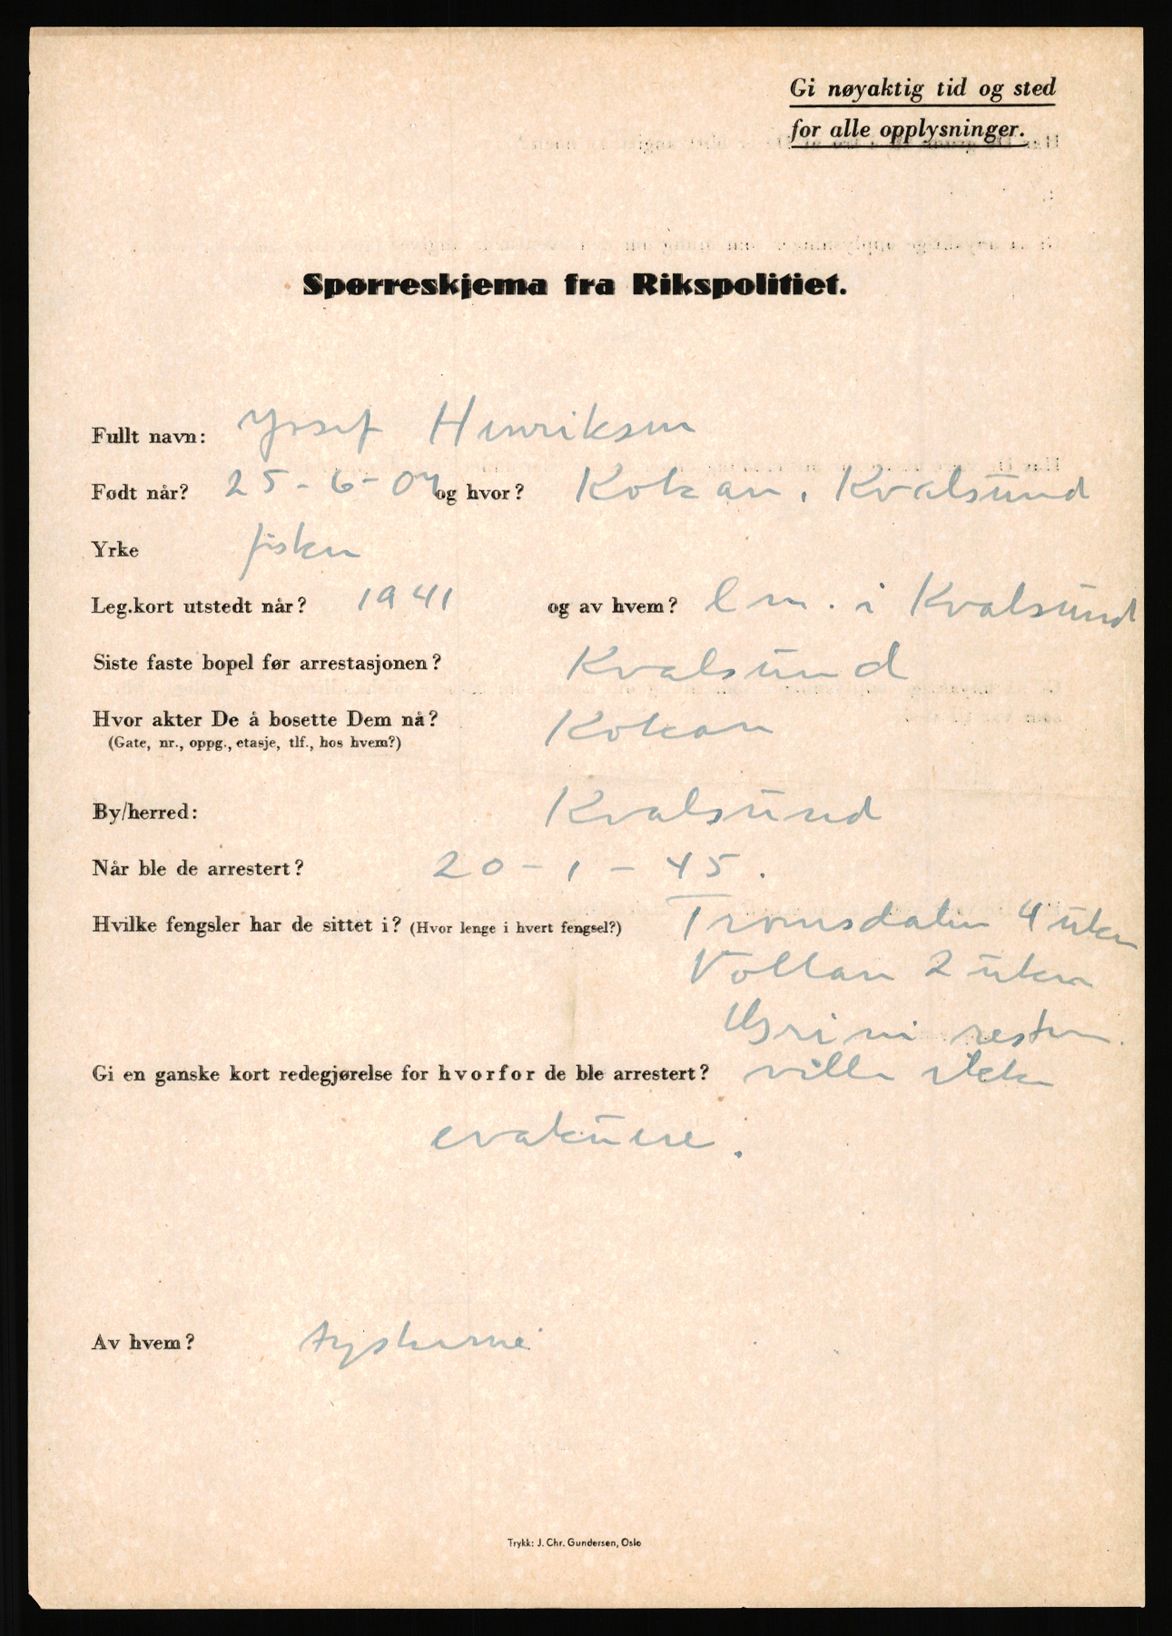 Gi nøyaktig tid og sted
for alle opplysninger.
Spørreskjema fra Rikspolitiet.
Fullt navn: Josef Henriksen
Født når? 25-6-07 og hvor? Kokan. Kvalsund
Yrke fisker
Leg.kort utstedt når? 1941 og av hvem? lm. i Kvalsund
Siste faste bopel før arrestasjonen? Kvalsund
Hvor akter De å bosette Dem nå? Kokan
(Gate, nr., oppg., etasje, tlf., hos hvem?)
By/herred: Kvalsund
Når ble de arrestert? 20-1-45.
Hvilke fengsler har de sittet i? (Hvor lenge i hvert fengsel?) Tromsdalen 4 uker
Vollan 2 uker
Grini resten.
Gi en ganske kort redegjørelse for hvorfor de ble arrestert? ville ikke
evakuere.
Av hvem? tyskerne
Trykk: J. Chr. Gundersen, Oslo